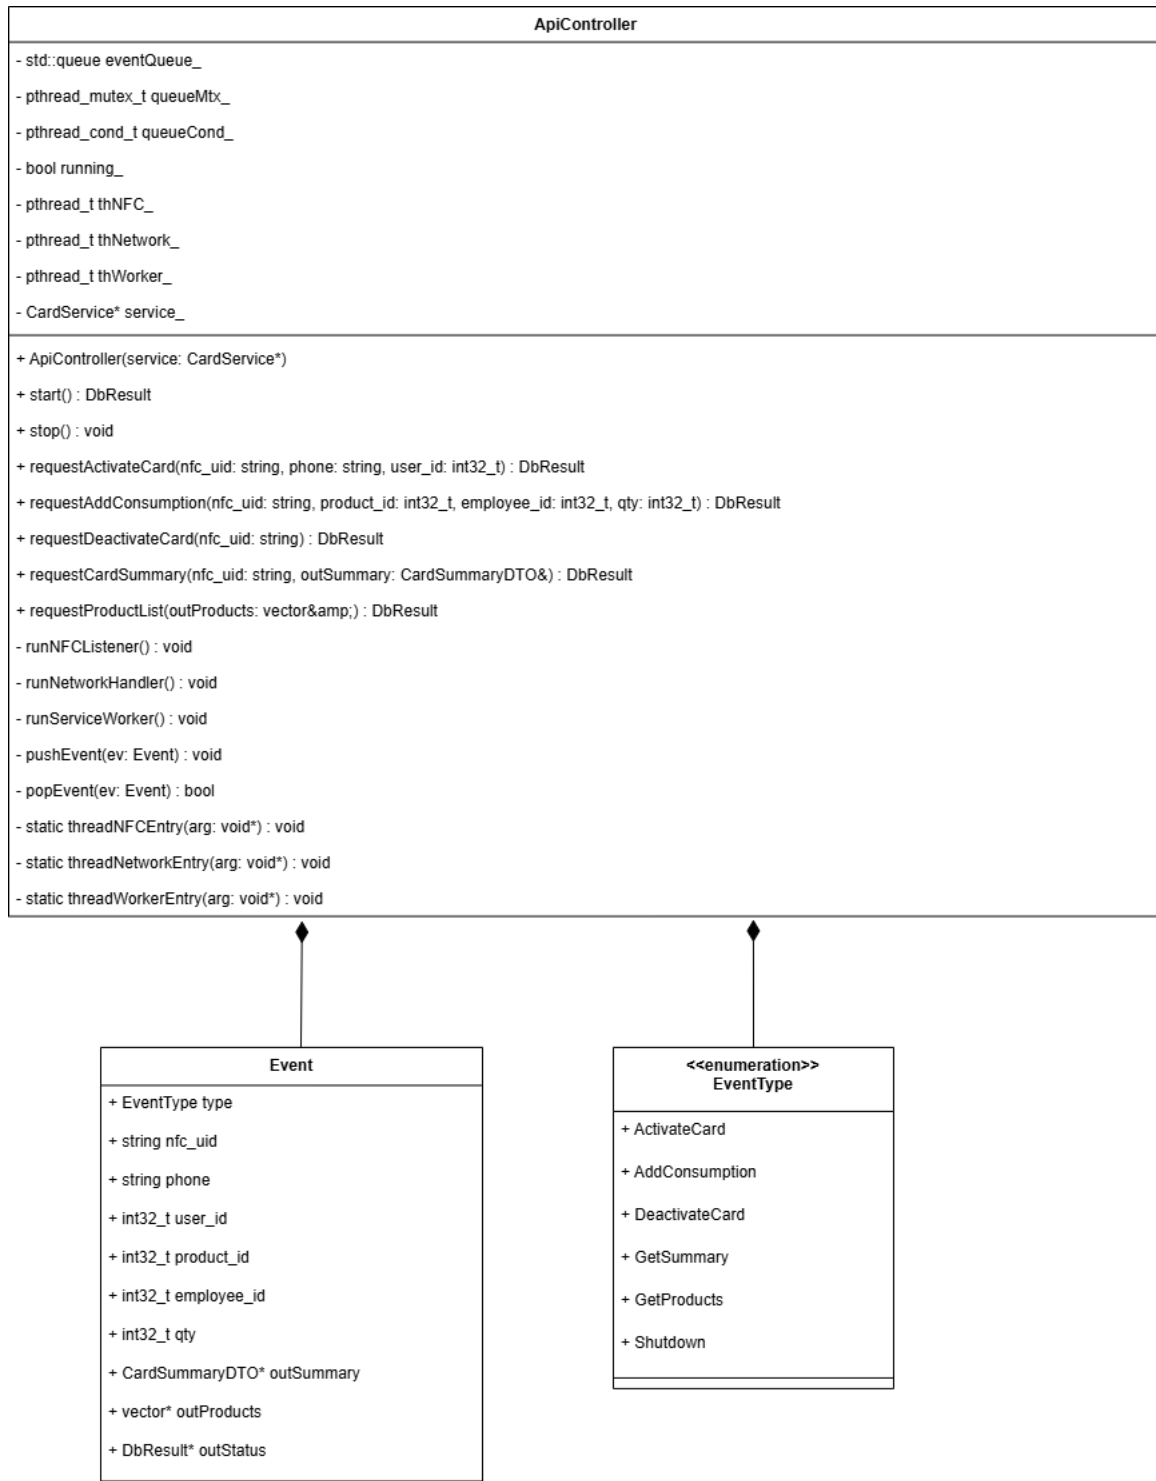 ApiController
- std::queue eventQueue_
- pthread_mutex_t queueMtx_
- pthread_cond_t queueCond_
- bool running_
- pthread_t thNFC_
- pthread_t thNetwork_
- pthread_t thWorker_
- CardService* service_
+ ApiController(service: CardService*)
+ start() : DbResult
+ stop() : void
+ requestActivateCard(nfc_uid: string, phone: string, user_id: int32_t) : DbResult
+ requestAddConsumption(nfc_uid: string, product_id: int32_t, employee_id: int32_t, qty: int32_t) : DbResult
+ requestDeactivateCard(nfc_uid: string) : DbResult
+ requestCardSummary(nfc_uid: string, outSummary: CardSummaryDTO&) : DbResult
+ requestProductList(outProducts: vector&amp;) : DbResult
- runNFCListener() : void
- runNetworkHandler() : void
- runServiceWorker() : void
- pushEvent(ev: Event) : void
- popEvent(ev: Event) : bool
- static threadNFCEntry(arg: void*) : void
- static threadNetworkEntry(arg: void*) : void
- static threadWorkerEntry(arg: void*) : void
Event
+ EventType type
+ string nfc_uid
+ string phone
+ int32_t user_id
+ int32_t product_id
+ int32_t employee_id
+ int32_t qty
+ CardSummaryDTO* outSummary
+ vector* outProducts
+ DbResult* outStatus
<<enumeration>>
EventType
+ ActivateCard
+ AddConsumption
+ DeactivateCard
+ GetSummary
+ GetProducts
+ Shutdown